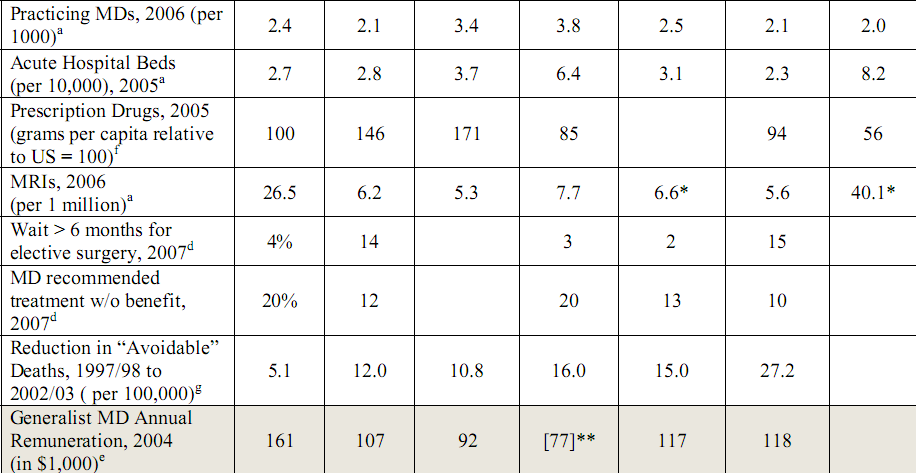 Practicing MDs, 2006 (per 1000)a 2.4 2.1 3.4 3.8 2.5 2.1 2.0
Acute Hospital Beds (per 10,000), 2005a 2.7 2.8 3.7 6.4 3.1 2.3 8.2
Prescription Drugs, 2005 (grams per capita relative to US = 100)f 100 146 171 85 94 56
MRIs, 2006 (per 1 million)a 26.5 6.2 5.3 7.7 6.6* 5.6 40.1*
Wait > 6 months for elective surgery, 2007d 4% 14 3 2 15
MD recommended treatment w/o benefit, 2007d 20% 12 20 13 10
Reduction in “Avoidable” Deaths, 1997/98 to 2002/03 ( per 100,000)g 5.1 12.0 10.8 16.0 15.0 27.2
Generalist MD Annual Remuneration, 2004 (in $1,000)e 161 107 92 [77]** 117 118